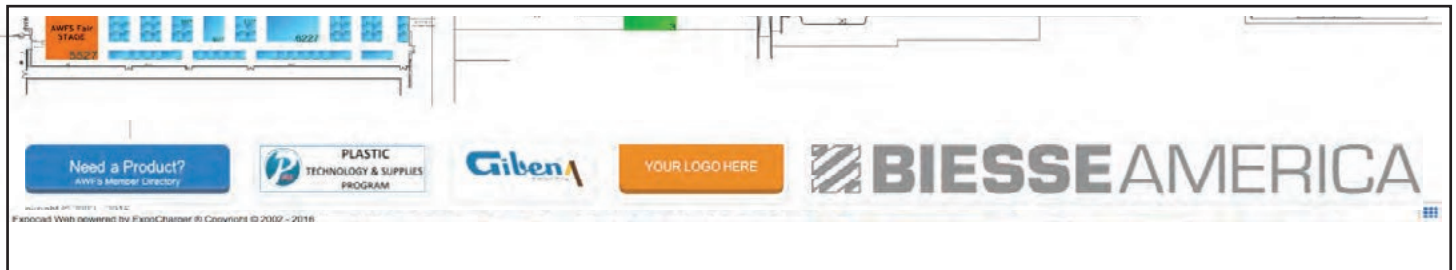 AWFS Fair
STAGE
5527
6227
3
Need a Product?
AWFS Member Directory
PLASTIC
TECHNOLOGY & SUPPLIES
PROGRAM
Giben
YOUR LOGO HERE
BIESSEAMERICA
Expocad Web powered by ExpoCharger ® Copyright © 2002 - 2016